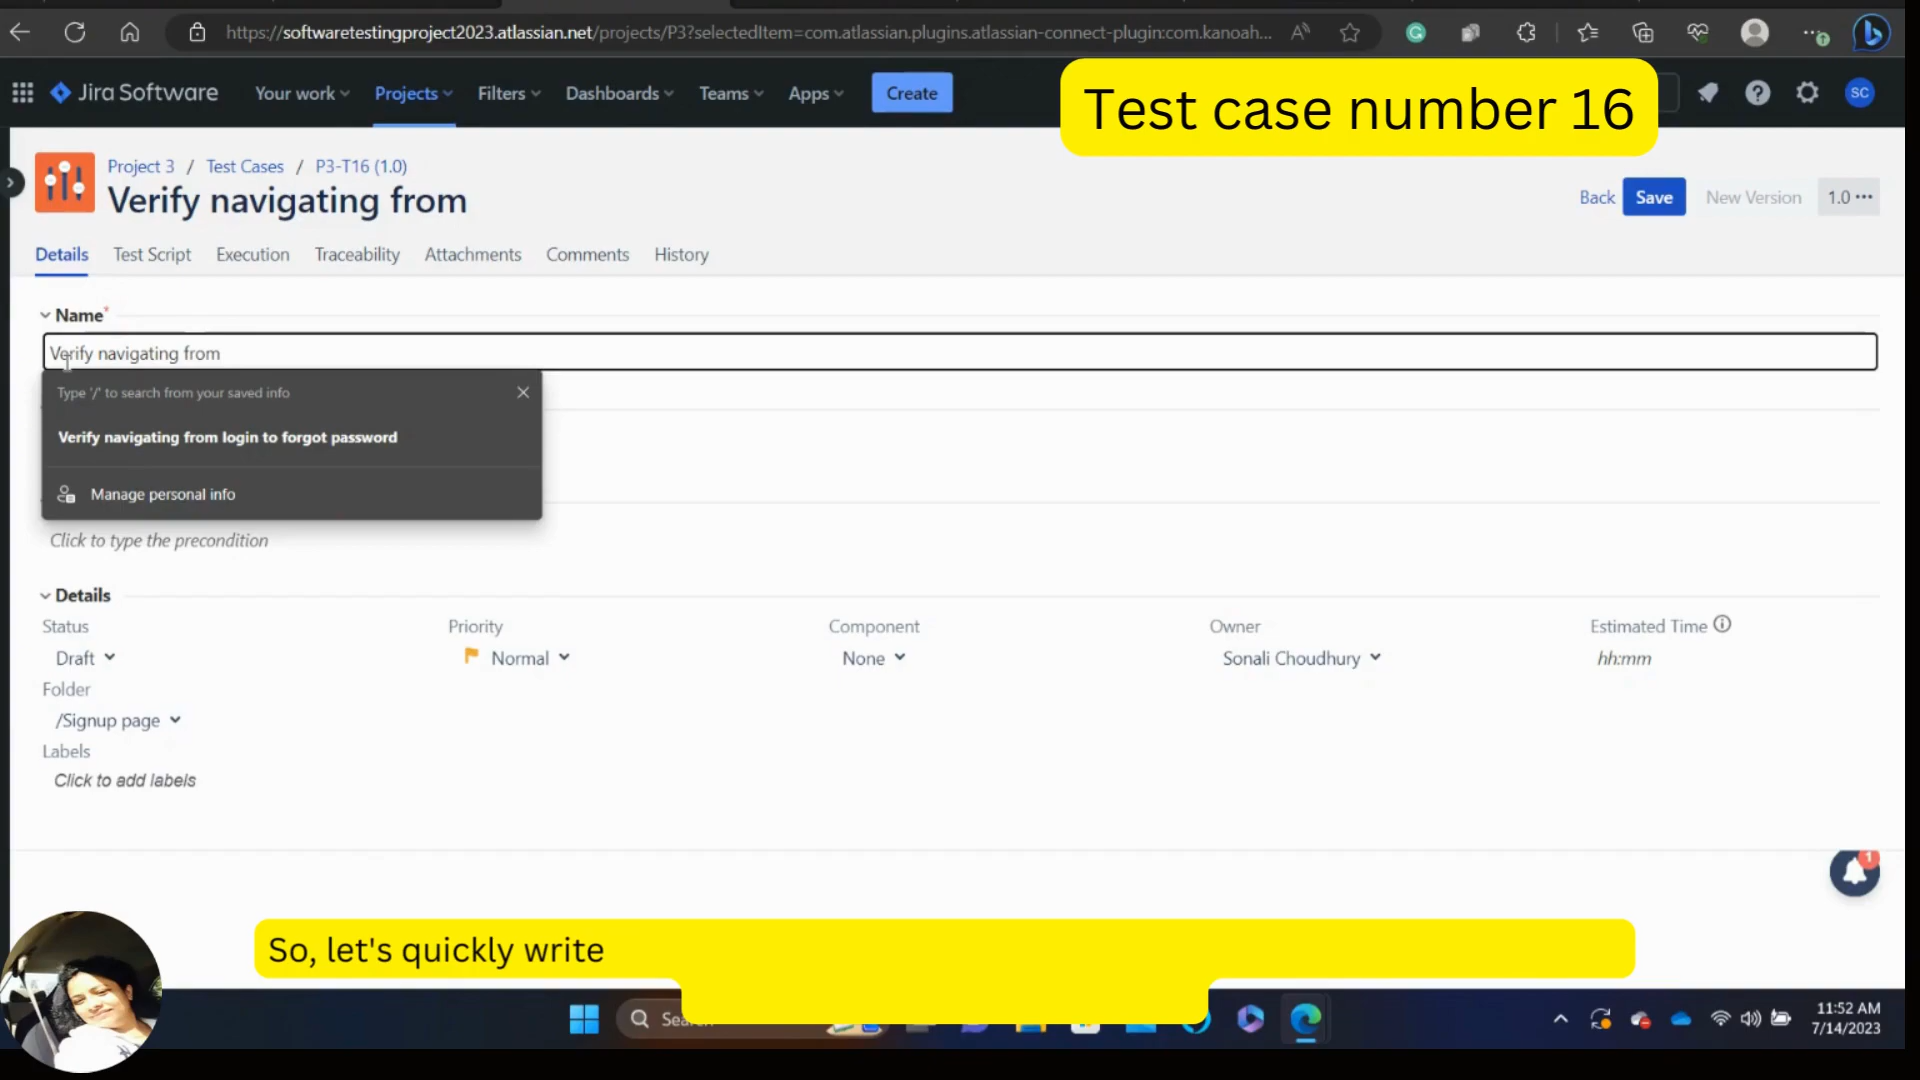 https://softwaretestingproject2023.atlassian.net/projects/P3?selectedItem=com.atlassian.plugins.atlassian-connect-plugin:com.kanoah...
Jira Software
Your work
Projects
Filters
Dashboards
Teams
Apps
Create
Test case number 16
SC
Project 3 / Test Cases / P3-T16 (1.0)
Verify navigating from
Back
Save
New Version
1.0 ···
Details
Test Script
Execution
Traceability
Attachments
Comments
History
Name*
Verify navigating from
Type '/' to search from your saved info
Verify navigating from login to forgot password
Manage personal info
Click to type the precondition
Details
Status
Priority
Component
Owner
Estimated Time
Draft
Normal
None
Sonali Choudhury
hh:mm
Folder
/Signup page
Labels
Click to add labels
1
So, let's quickly write
11:52 AM
7/14/2023